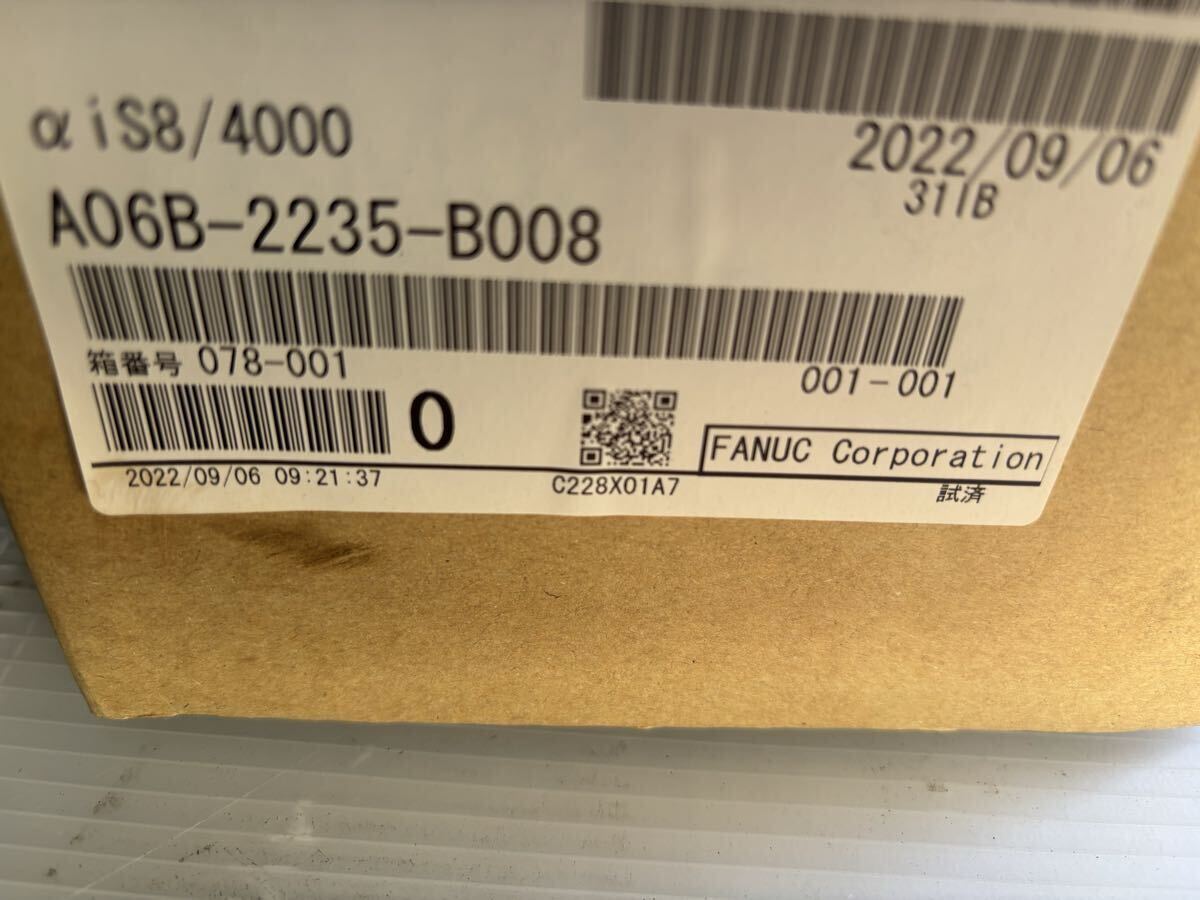 αiS8/4000
2022/09/06
31IB
A06B-2235-B008
箱番号 078-001
001-001
0
FANUC Corporation
2022/09/06 09:21:37
C228X01A7
試済